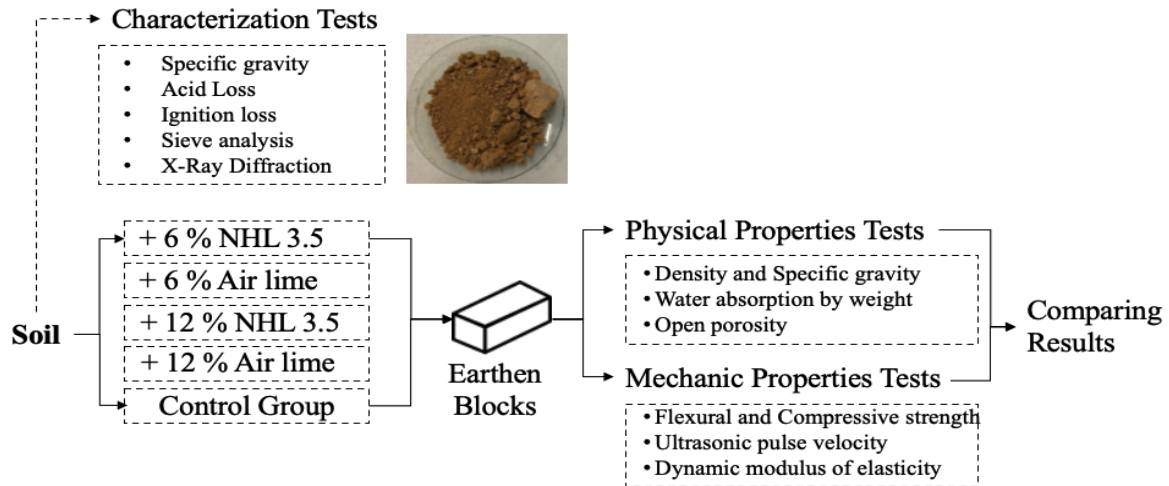 Characterization Tests
• Specific gravity
• Acid Loss
• Ignition loss
• Sieve analysis
• X-Ray Diffraction
Soil
+ 6 % NHL 3.5
+ 6 % Air lime
+ 12 % NHL 3.5
+ 12 % Air lime
Control Group
Earthen
Blocks
Physical Properties Tests
• Density and Specific gravity
• Water absorption by weight
• Open porosity
Mechanic Properties Tests
• Flexural and Compressive strength
• Ultrasonic pulse velocity
• Dynamic modulus of elasticity
Comparing
Results